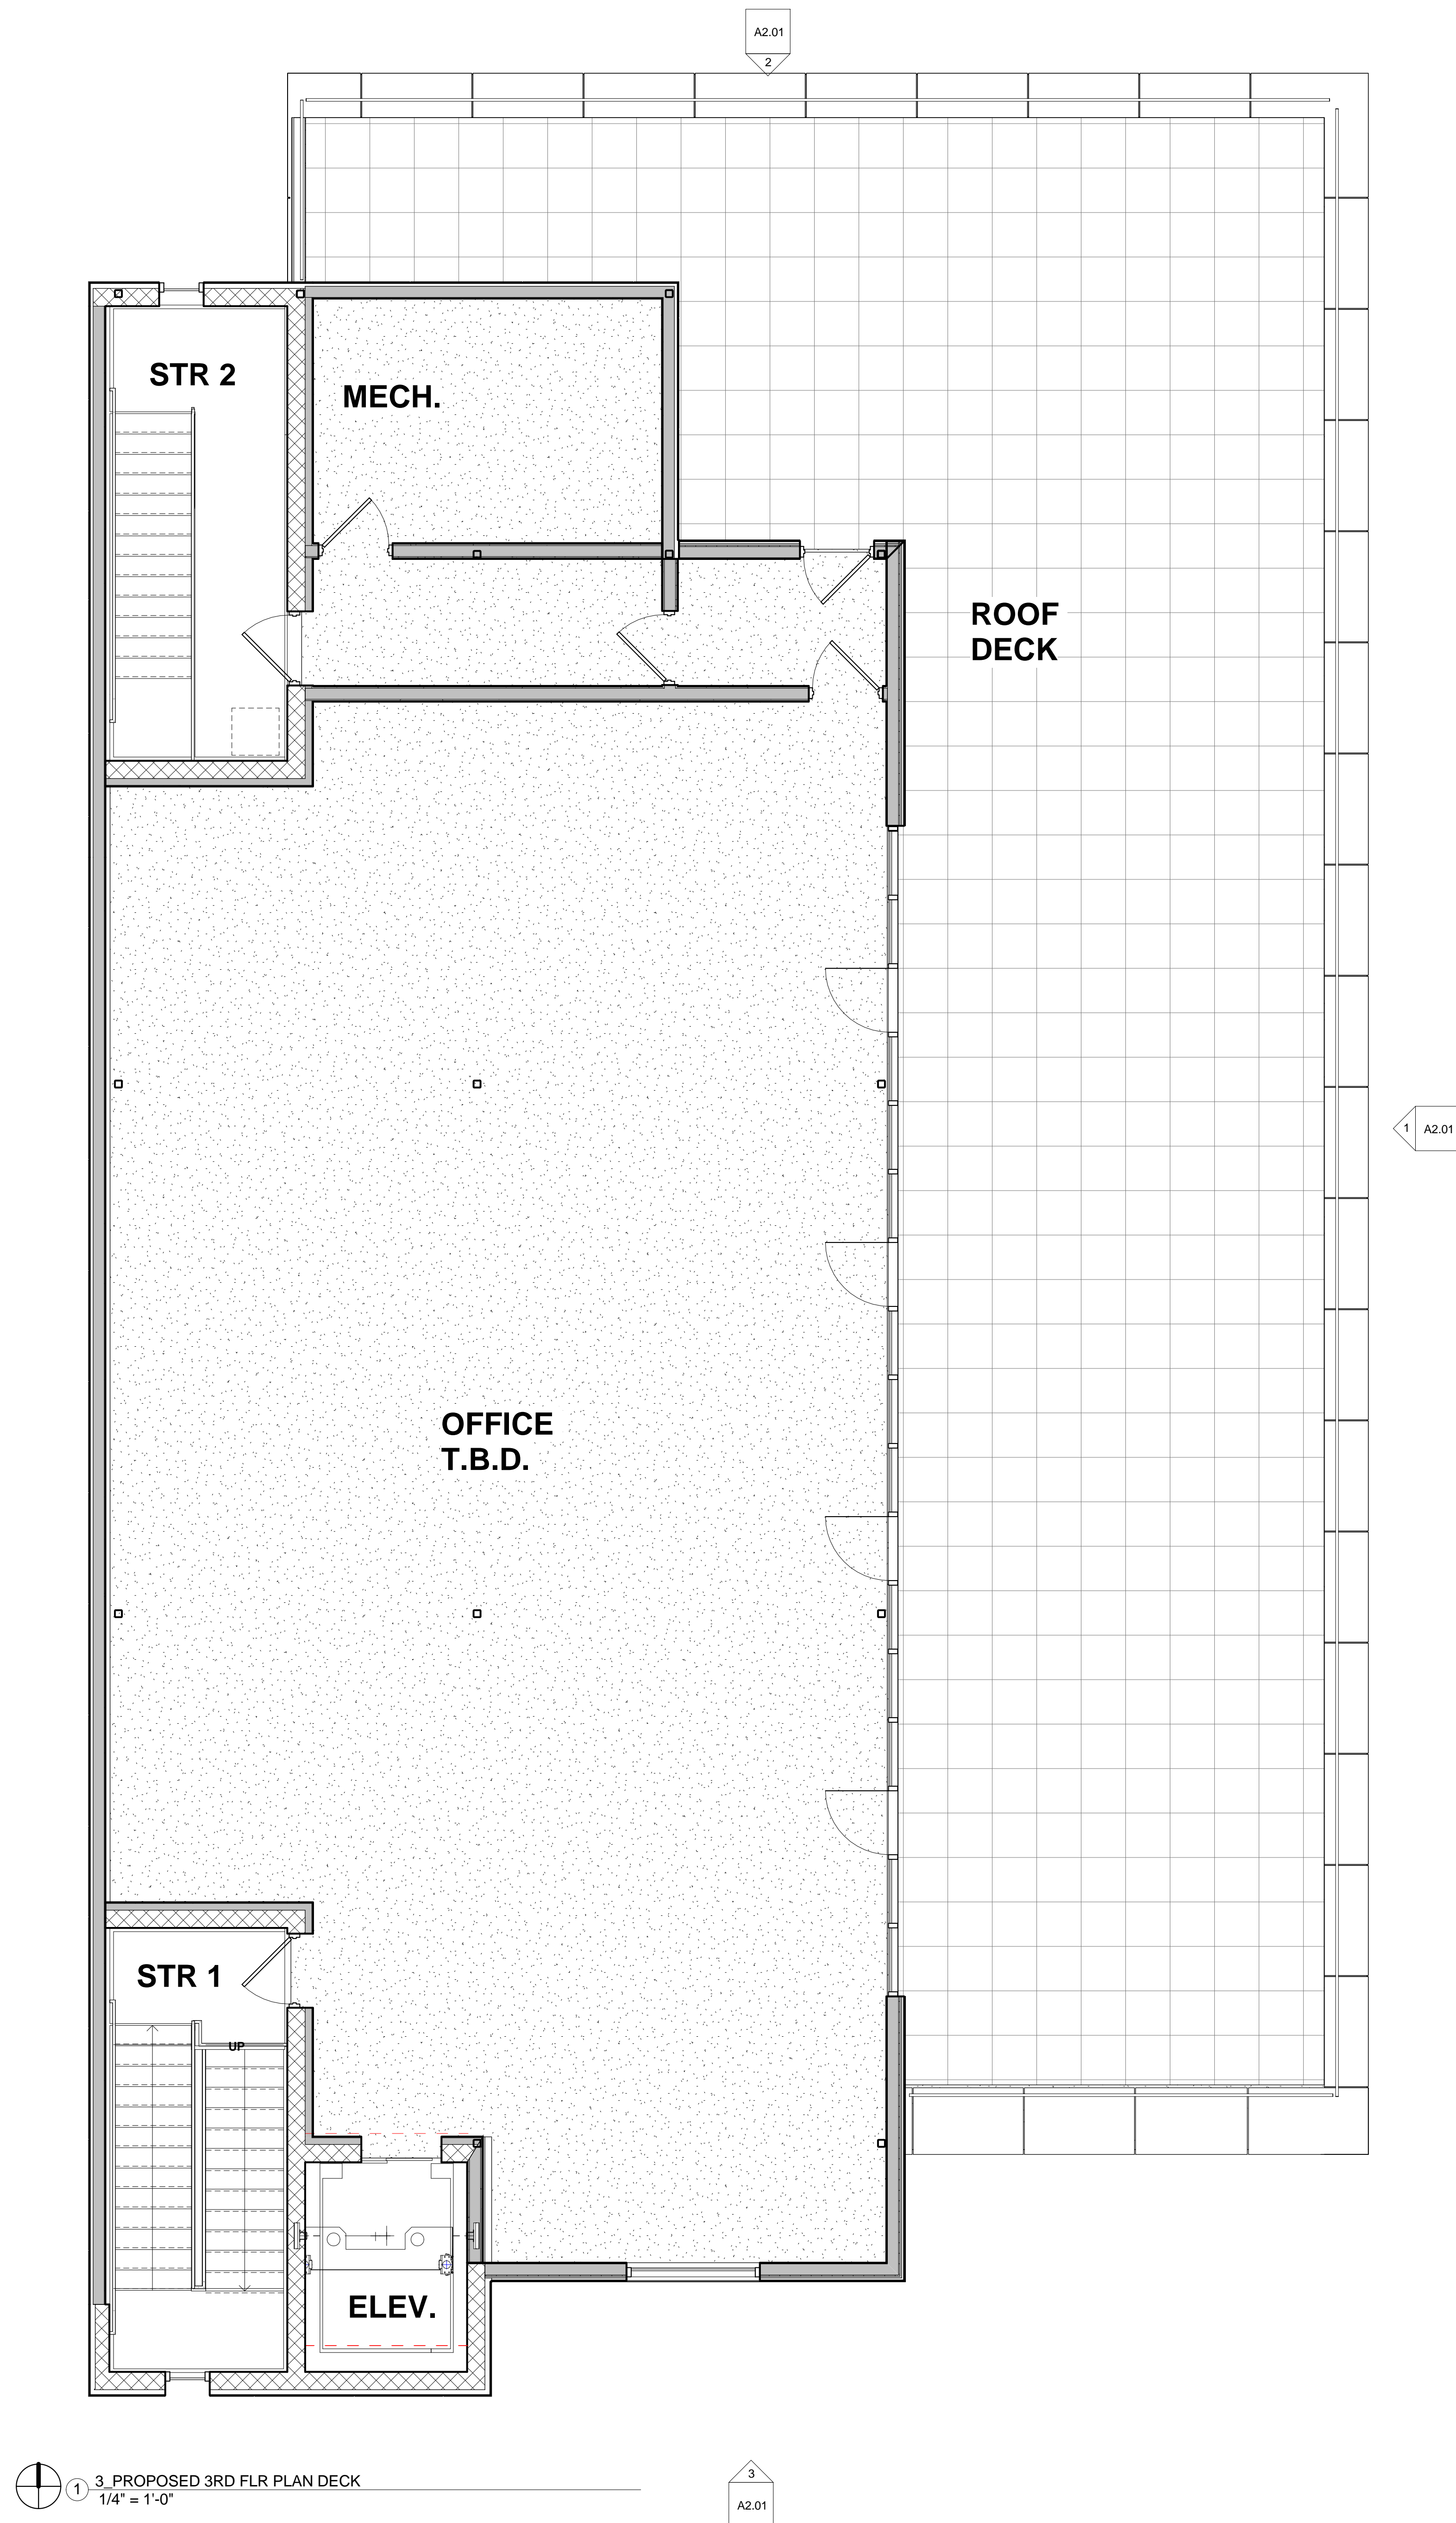 A2.01
2
STR 2
MECH.
ROOF
DECK
1
A2.01
OFFICE
T.B.D.
STR 1
UP
ELEV.
1
3_PROPOSED 3RD FLR PLAN DECK
1/4" = 1'-0"
3
A2.01